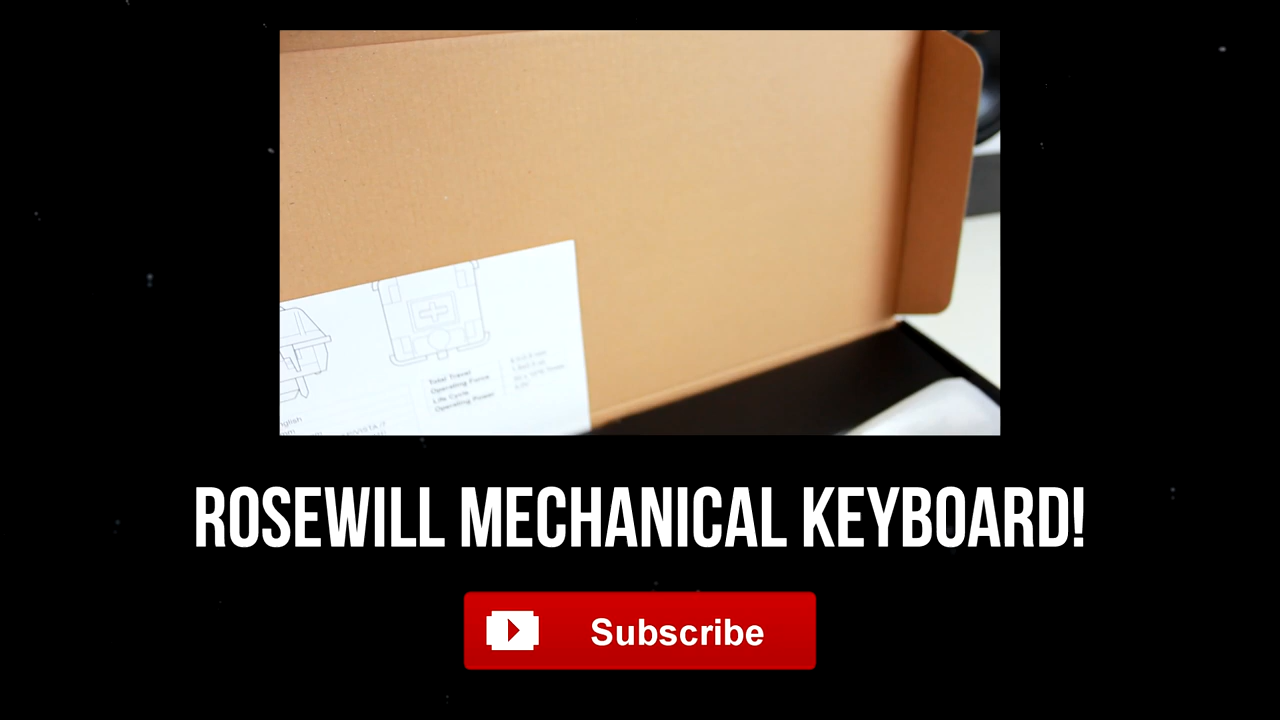 Total Travel
Operating Force
Life Cycle
Operating Power
ROSEWILL MECHANICAL KEYBOARD!
Subscribe